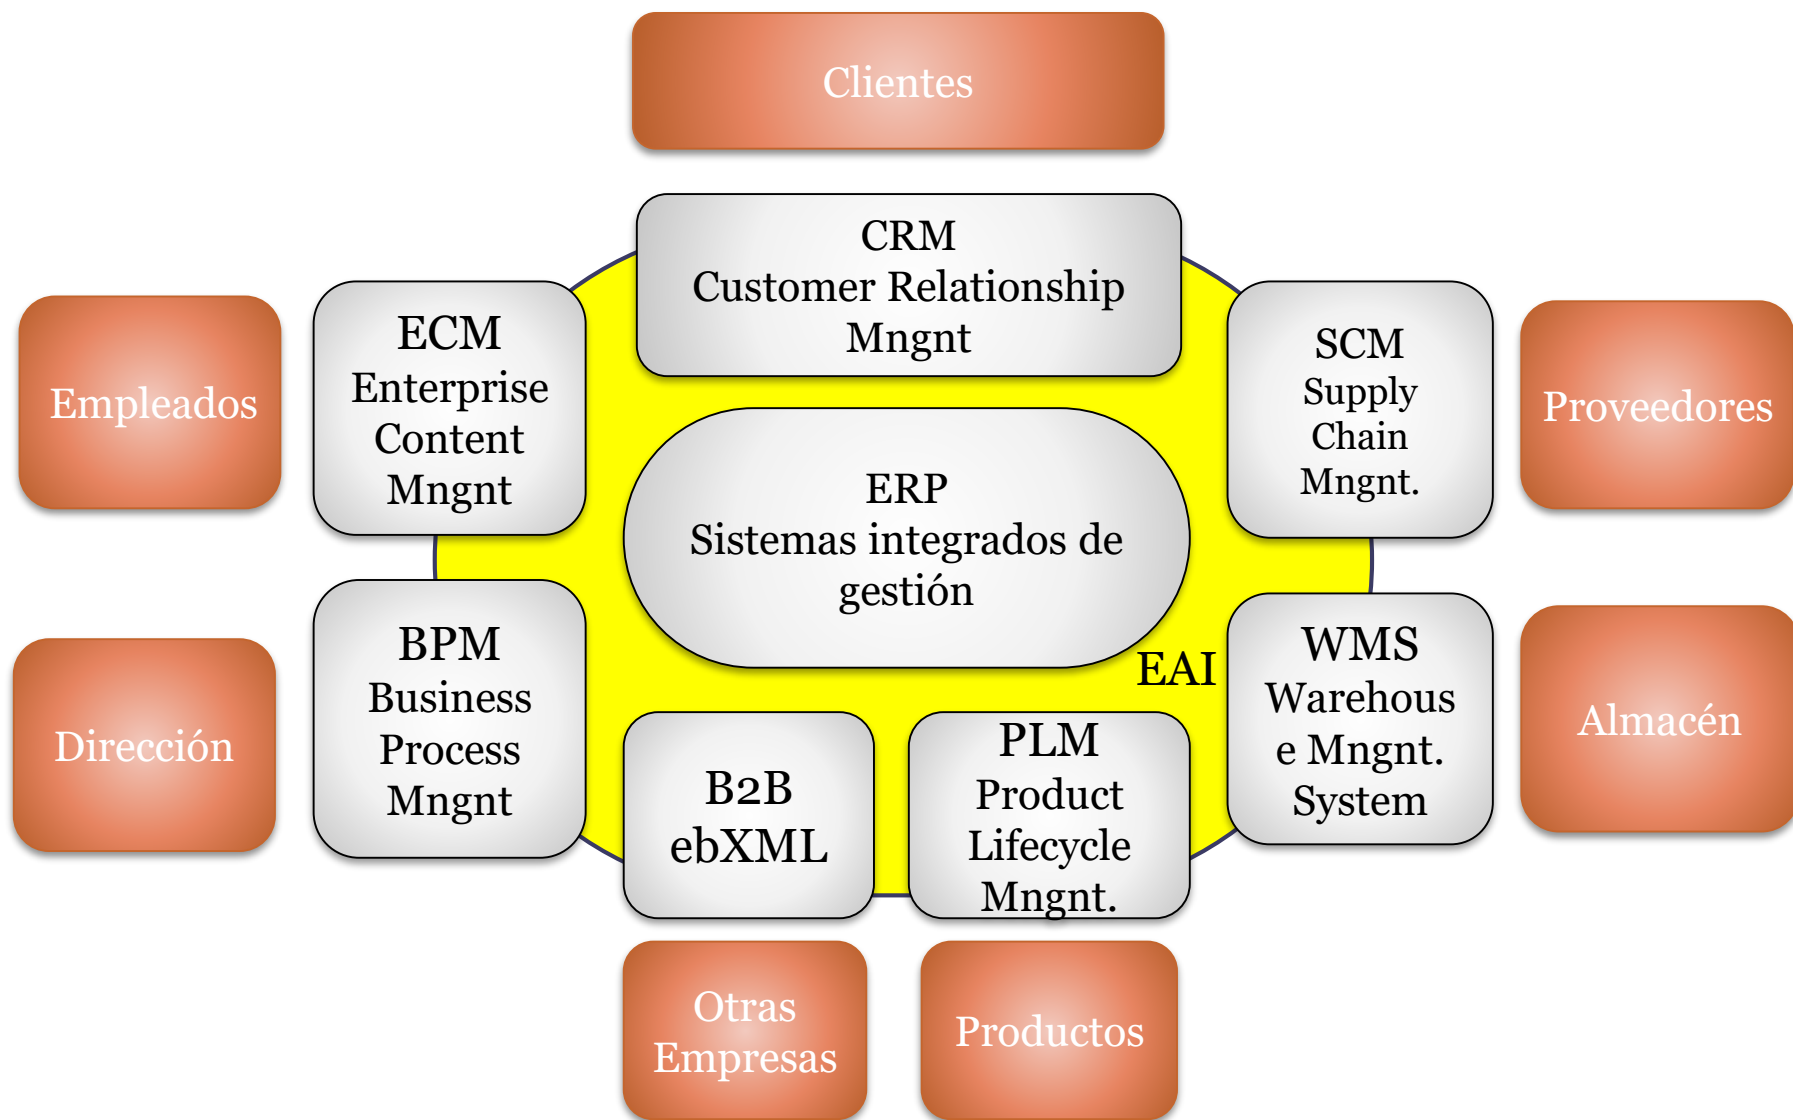 Clientes
CRM
Customer Relationship
Mngnt
Empleados
ECM
Enterprise
Content
Mngnt
SCM
Supply
Chain
Mngnt.
Proveedores
ERP
Sistemas integrados de
gestión
Dirección
BPM
Business
Process
Mngnt
EAI
WMS
Warehous
e Mngnt.
System
Almacén
B2B
ebXML
PLM
Product
Lifecycle
Mngnt.
Otras
Empresas
Productos